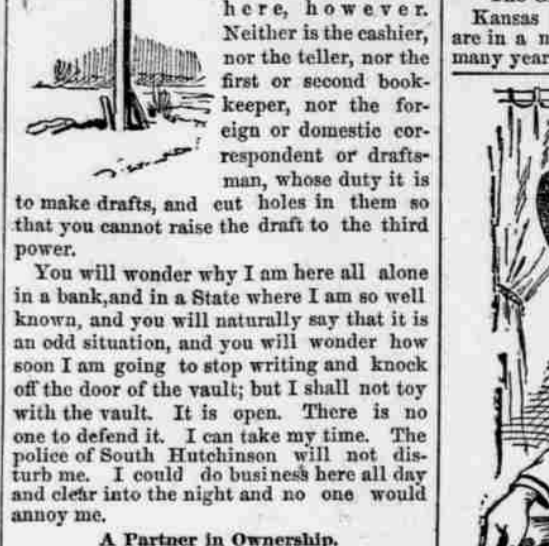 here, however.
Neither is the cashier,
nor the teller, nor the
first or second book-
keeper, nor the for-
eign or domestic cor-
respondent or drafts-
man, whose duty it is
to make drafts, and cut holes in them so
that you cannot raise the draft to the third
power.
You will wonder why I am here all alone
in a bank,and in a State where I am so well
known, and you will naturally say that it is
an odd situation, and you will wonder how
soon I am going to stop writing and knock
off the door of the vault; but I shall not toy
with the vault. It is open. There is no
one to defend it. I can take my time. The
police of South Hutchinson will not dis-
turb me. I could do business here all day
and clear into the night and no one would
annoy me.
A Partner in Ownership.
Kansas
are in a
many year